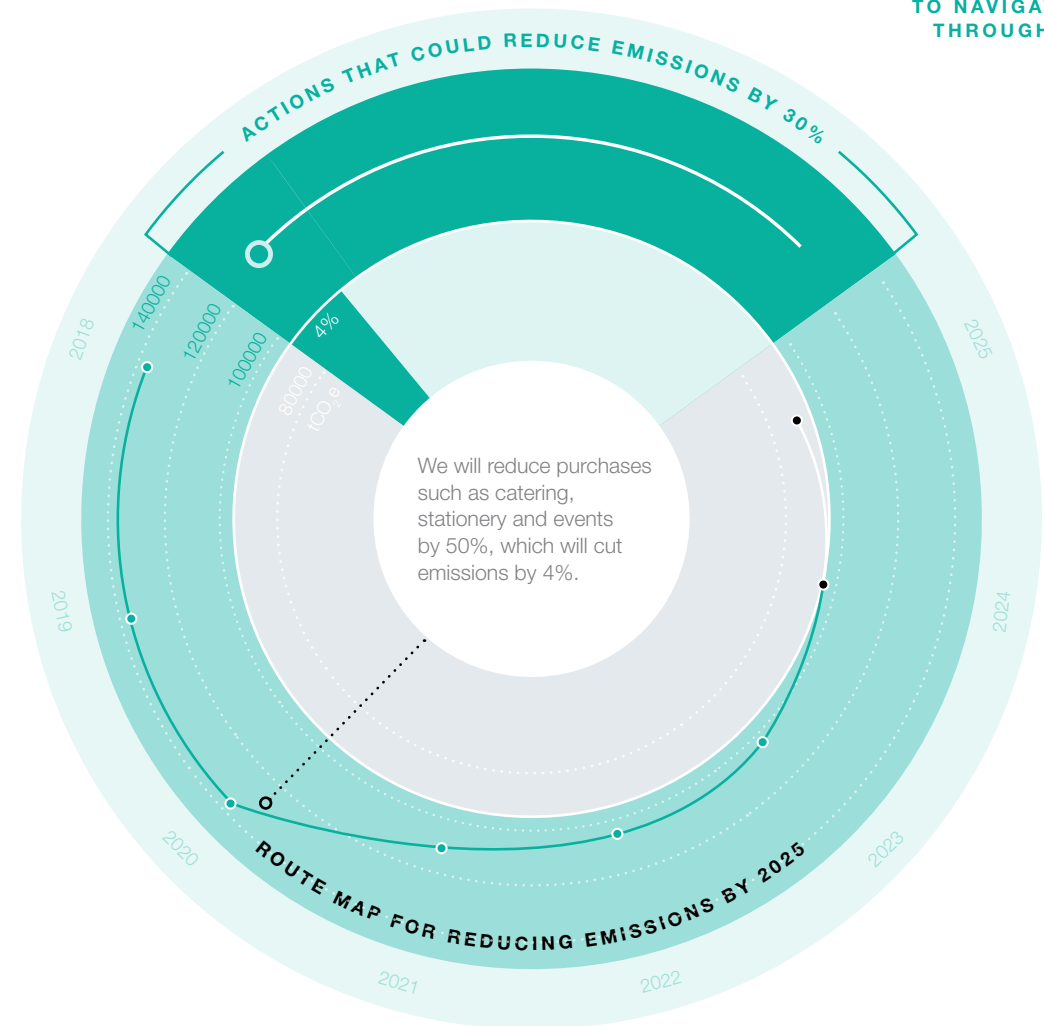 TO NAVIGA
THROUGH
ACTIONS THAT COULD REDUCE EMISSIONS BY 30%
140000
120000
100000
80000
tCO₂e
4%
2018
2019
2020
2021
2022
2023
2024
2025
We will reduce purchases
such as catering,
stationery and events
by 50%, which will cut
emissions by 4%.
ROUTE MAP FOR REDUCING EMISSIONS BY 2025